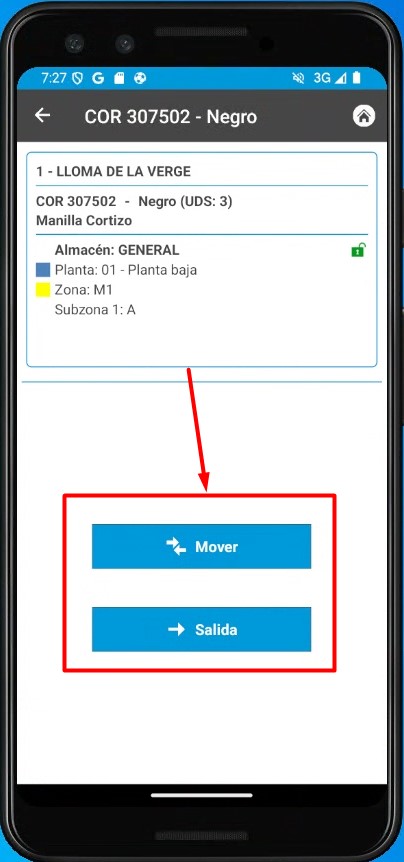 7:27 G 3G
COR 307502 - Negro
1 - LLOMA DE LA VERGE
COR 307502 - Negro (UDS: 3)
Manilla Cortizo
Almacén: GENERAL
Planta: 01 - Planta baja
Zona: M1
Subzona 1: A
Mover
Salida